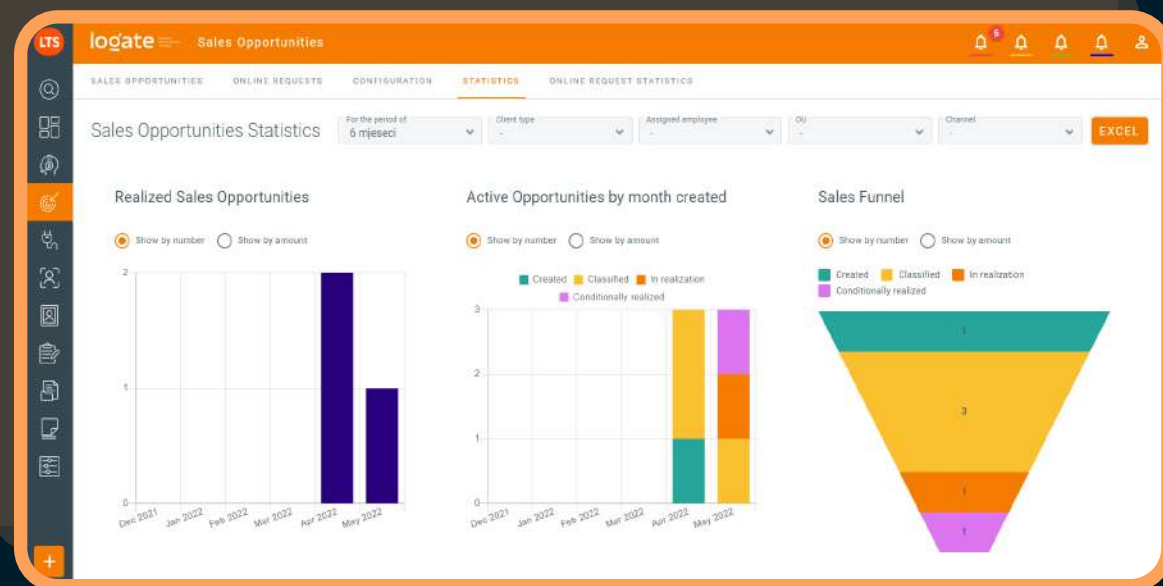 LTS
logate
Sales Opportunities
6
SALES OPPORTUNITIES
ONLINE REQUESTS
CONFIGURATION
STATISTICS
ONLINE REQUEST STATISTICS
Sales Opportunities Statistics
For the period of
6 mjeseci
Client type
-
Assigned employee
-
OU
-
Channel
-
EXCEL
Realized Sales Opportunities
Show by number
Show by amount
2
1
0
Dec 2021
Jan 2022
Feb 2022
Mar 2022
Apr 2022
May 2022
Active Opportunities by month created
Show by number
Show by amount
Created
Classified
In realization
Conditionally realized
3
2
1
0
Dec 2021
Jan 2022
Feb 2022
Mar 2022
Apr 2022
May 2022
Sales Funnel
Show by number
Show by amount
Created
Classified
In realization
Conditionally realized
1
3
1
1
+